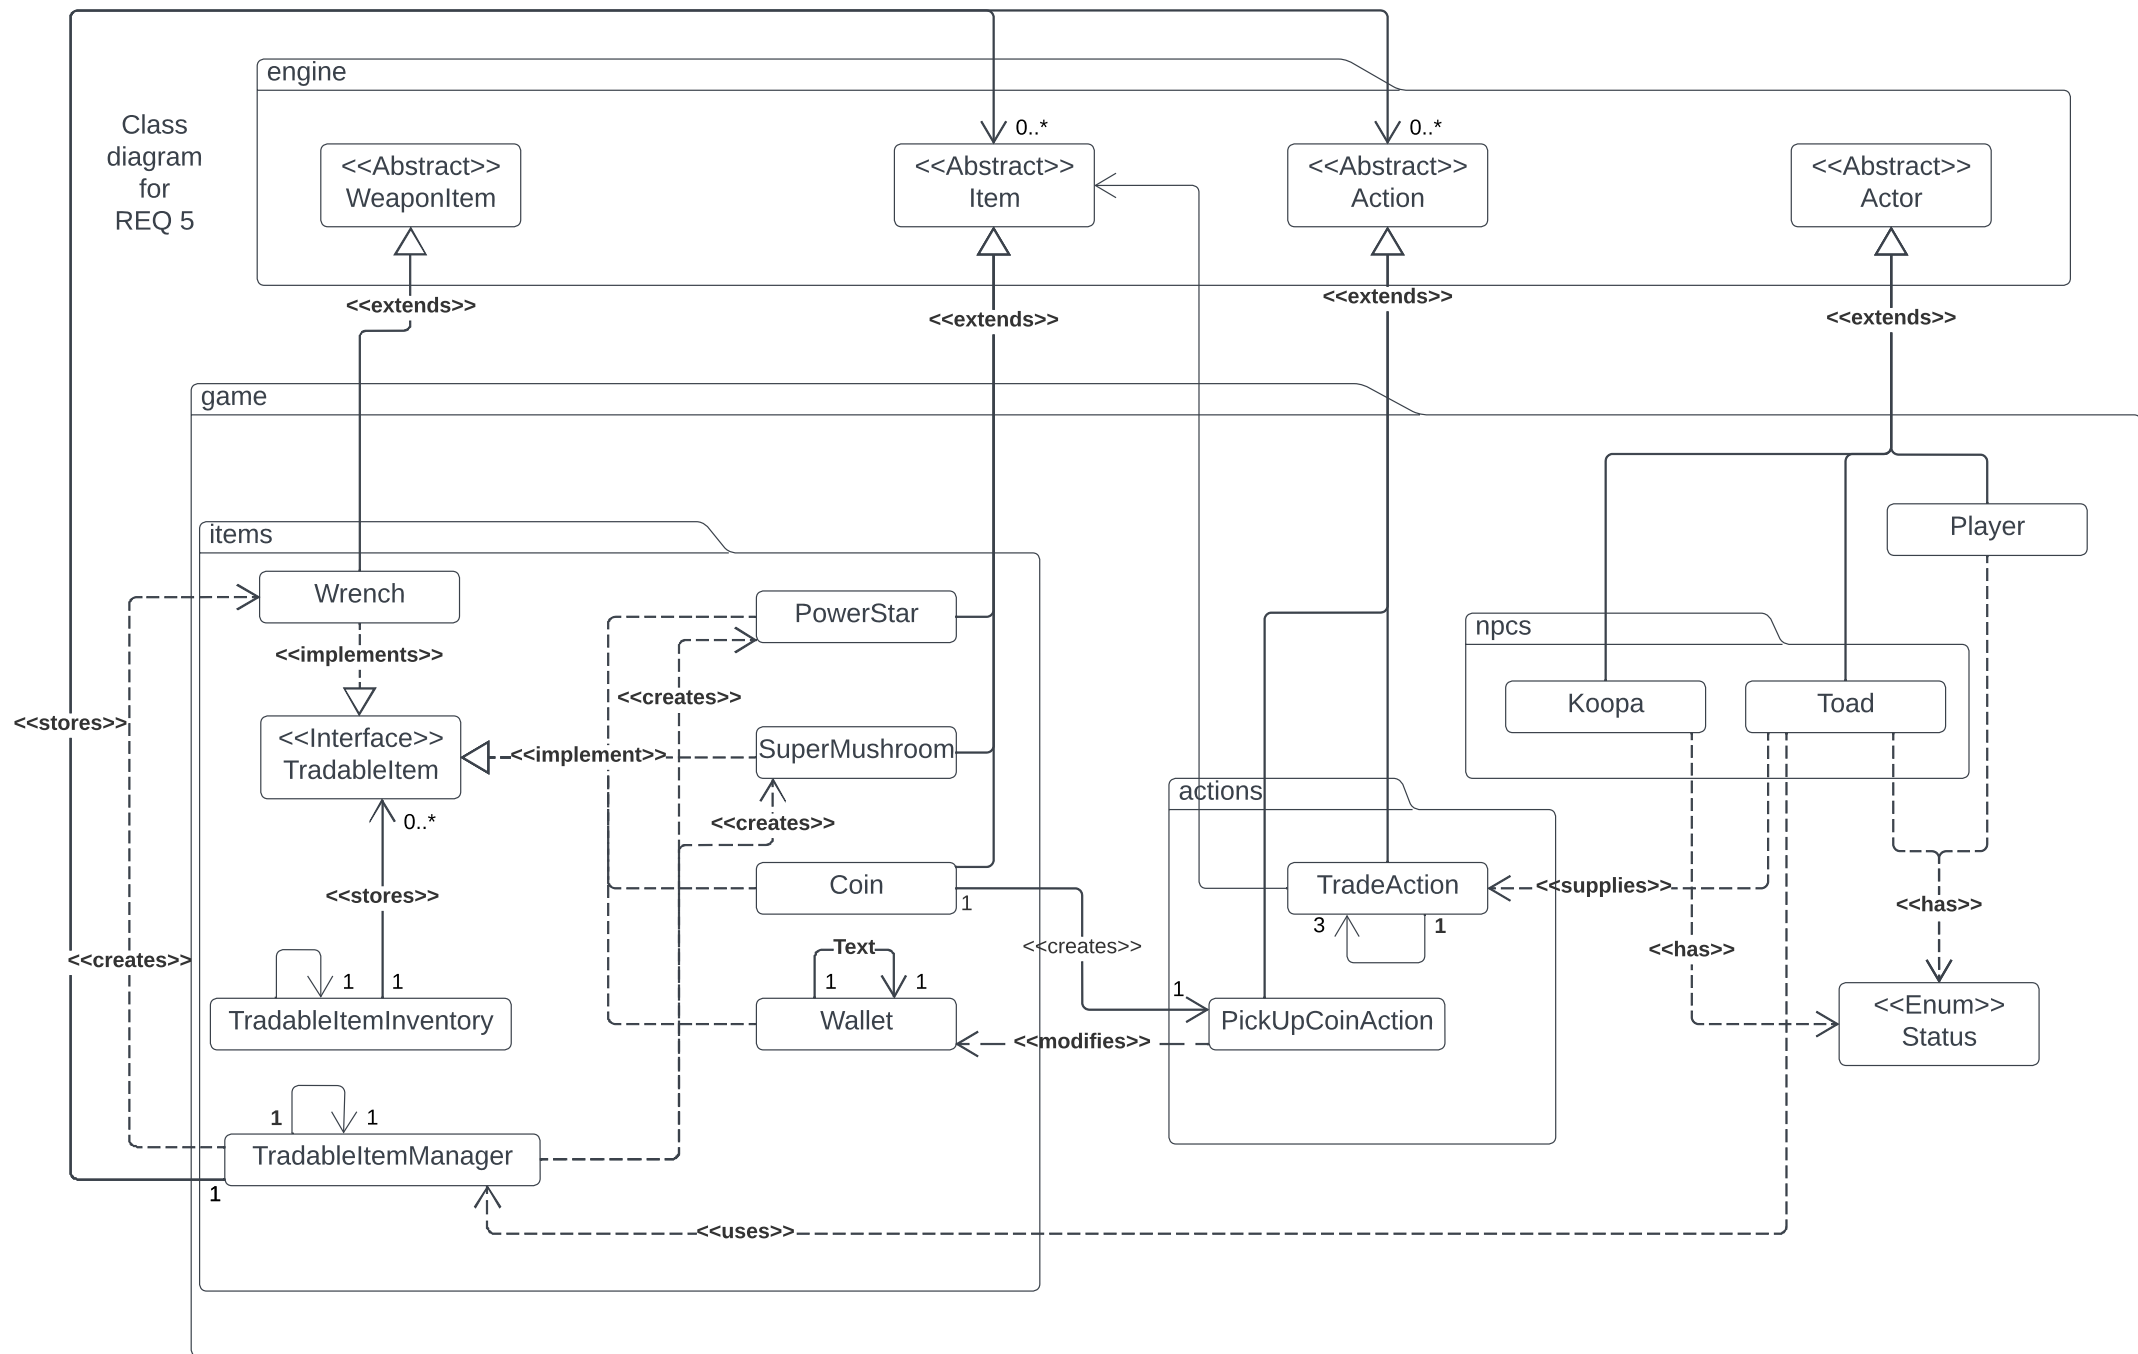 engine
Class
diagram
for
REQ 5
0..*
0..*
<<Abstract>>
WeaponItem
<<Abstract>>
Item
<<Abstract>>
Action
<<Abstract>>
Actor
<<extends>>
<<extends>>
<<extends>>
<<extends>>
game
Player
items
Wrench
PowerStar
npcs
<<implements>>
<<creates>>
Koopa
Toad
<<stores>>
<<Interface>>
TradableItem
<<implement>>
SuperMushroom
actions
0..*
<<creates>>
<<stores>>
Coin
1
TradeAction
<<supplies>>
3
1
<<has>>
<<creates>>
Text
<<creates>>
<<has>>
1
1
1
1
1
TradableItemInventory
Wallet
PickUpCoinAction
<<Enum>>
Status
<<modifies>>
1
1
TradableItemManager
1
<<uses>>